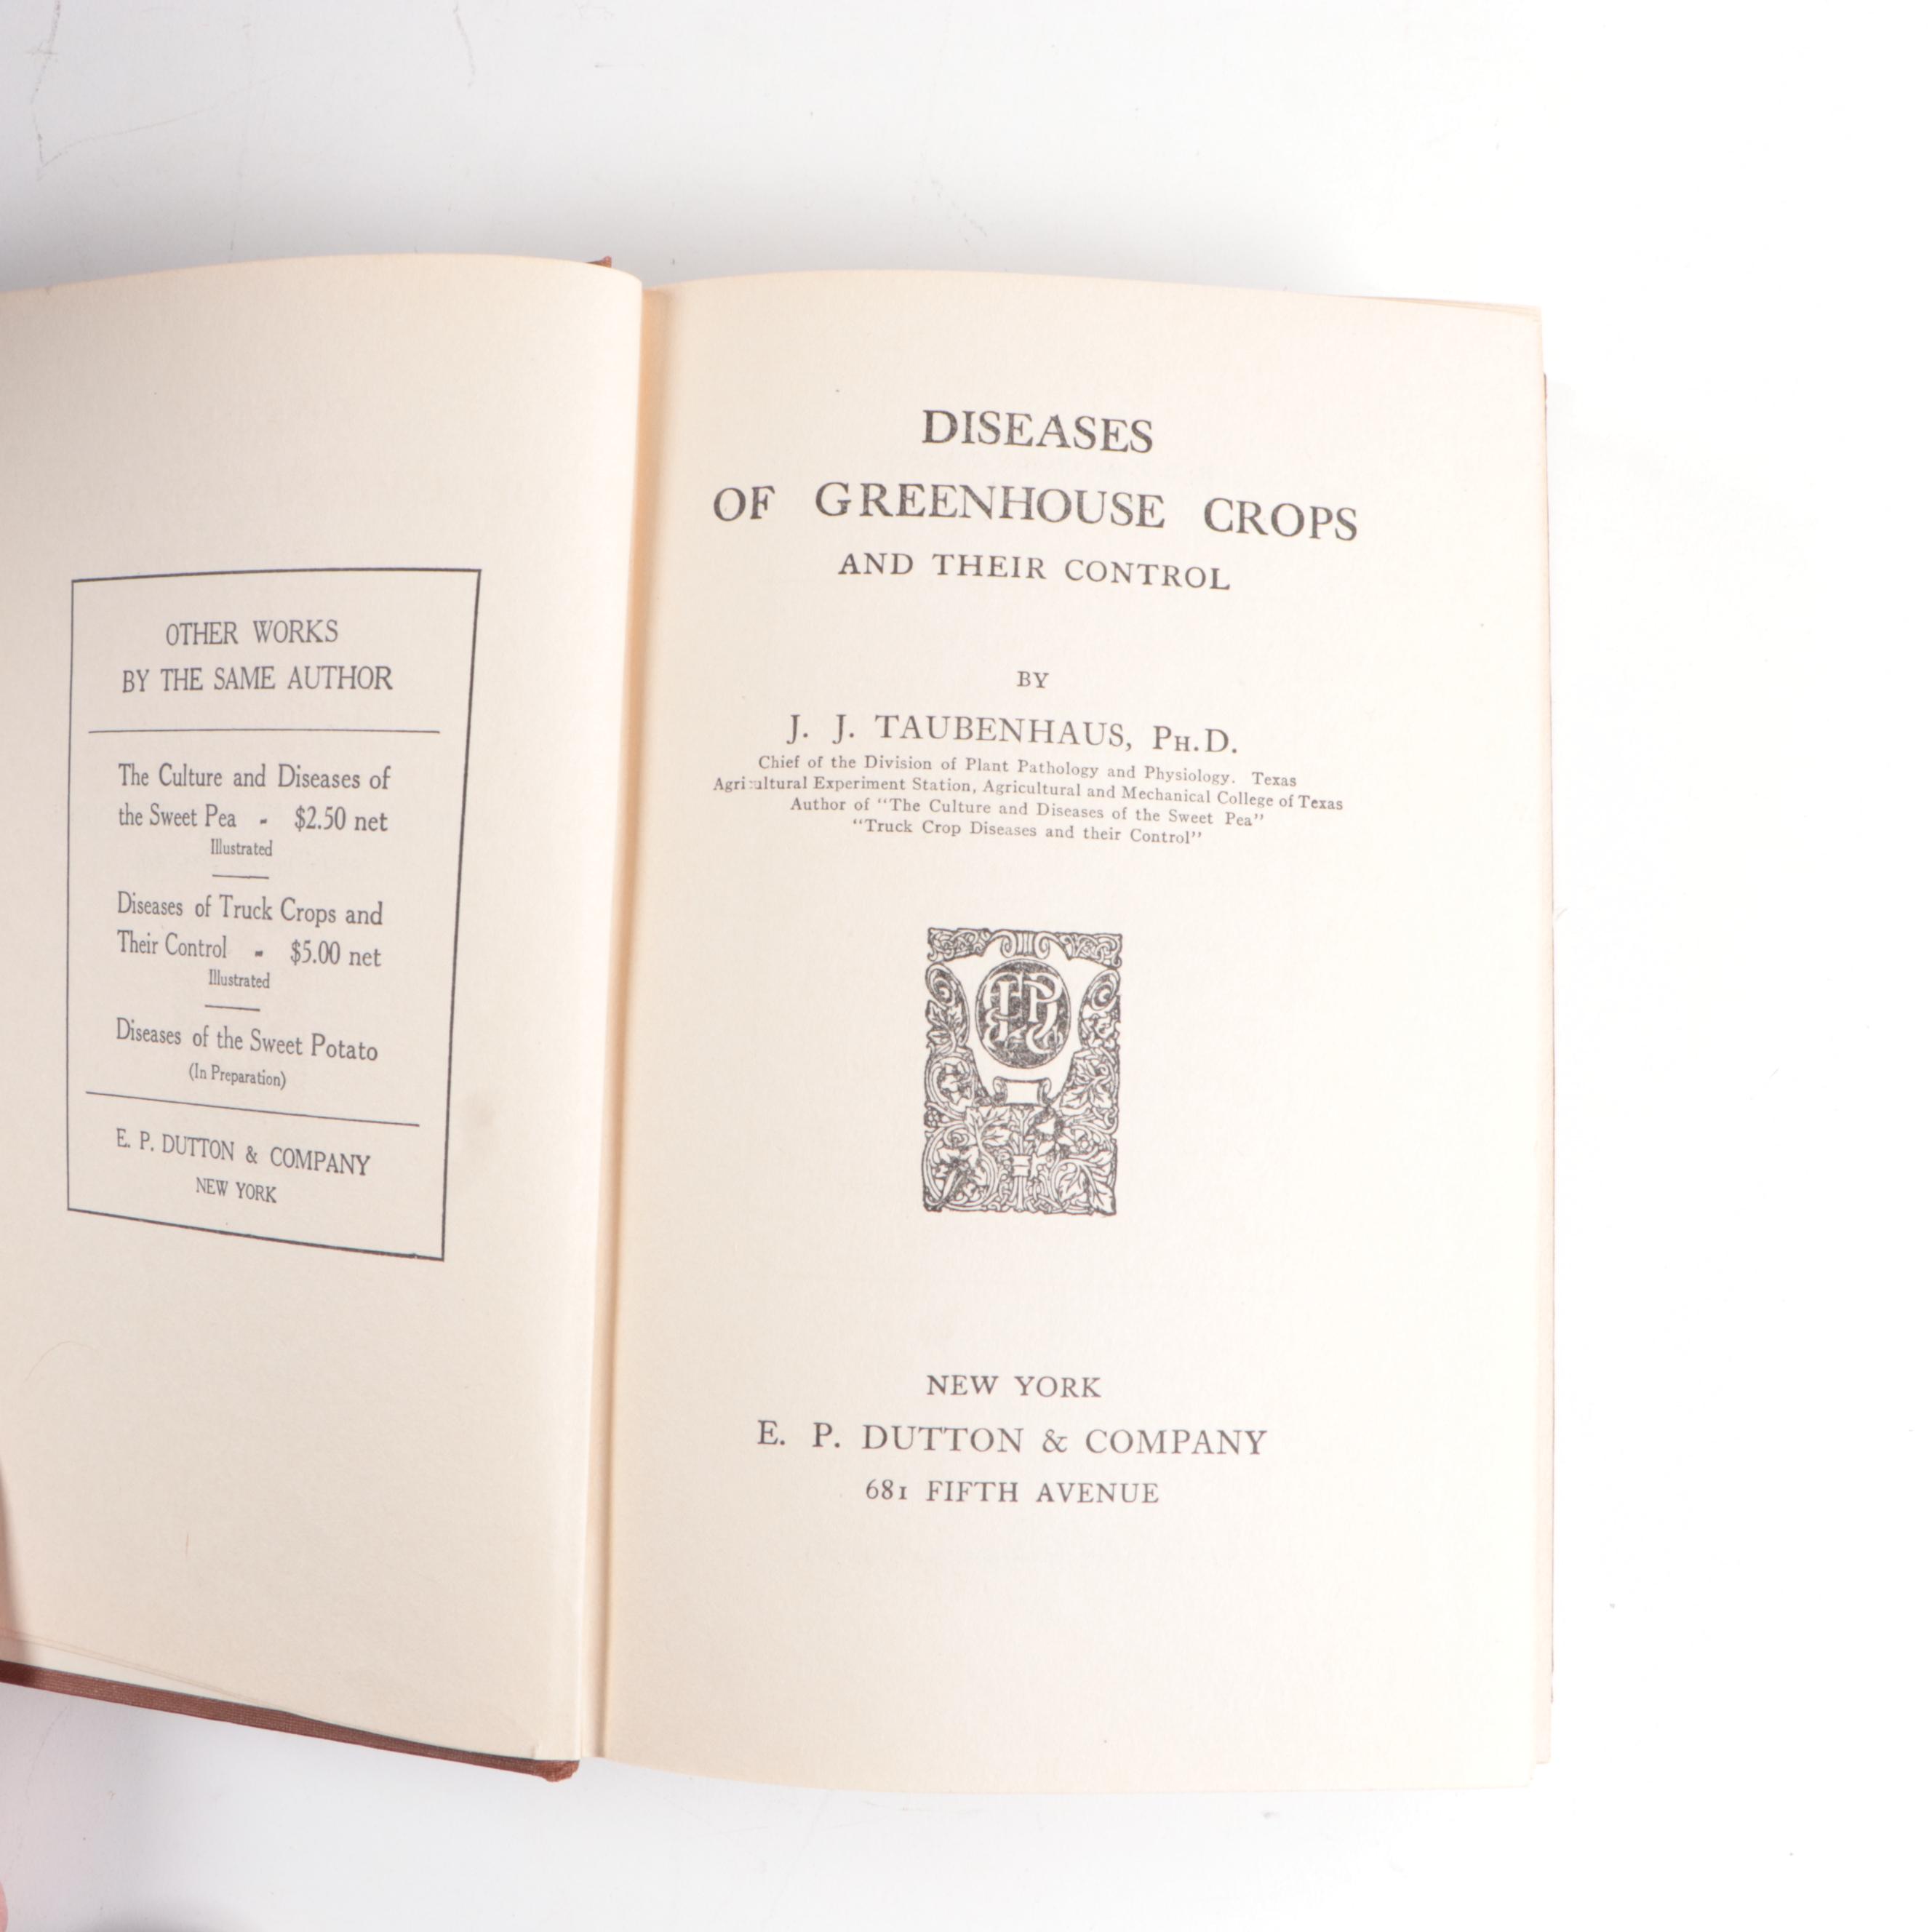 OTHER WORKS
BY THE SAME AUTHOR
The Culture and Diseases of
the Sweet Pea - $2.50 net
Illustrated
Diseases of Truck Crops and
Their Control - $5.00 net
Illustrated
Diseases of the Sweet Potato
(In Preparation)
E. P. DUTTON & COMPANY
NEW YORK
DISEASES
OF GREENHOUSE CROPS
AND THEIR CONTROL
BY
J. J. TAUBENHAUS, PH.D.
Chief of the Division of Plant Pathology and Physiology. Texas
Agricultural Experiment Station, Agricultural and Mechanical College of Texas
Author of "The Culture and Diseases of the Sweet Pea"
"Truck Crop Diseases and their Control"
NEW YORK
E. P. DUTTON & COMPANY
681 FIFTH AVENUE